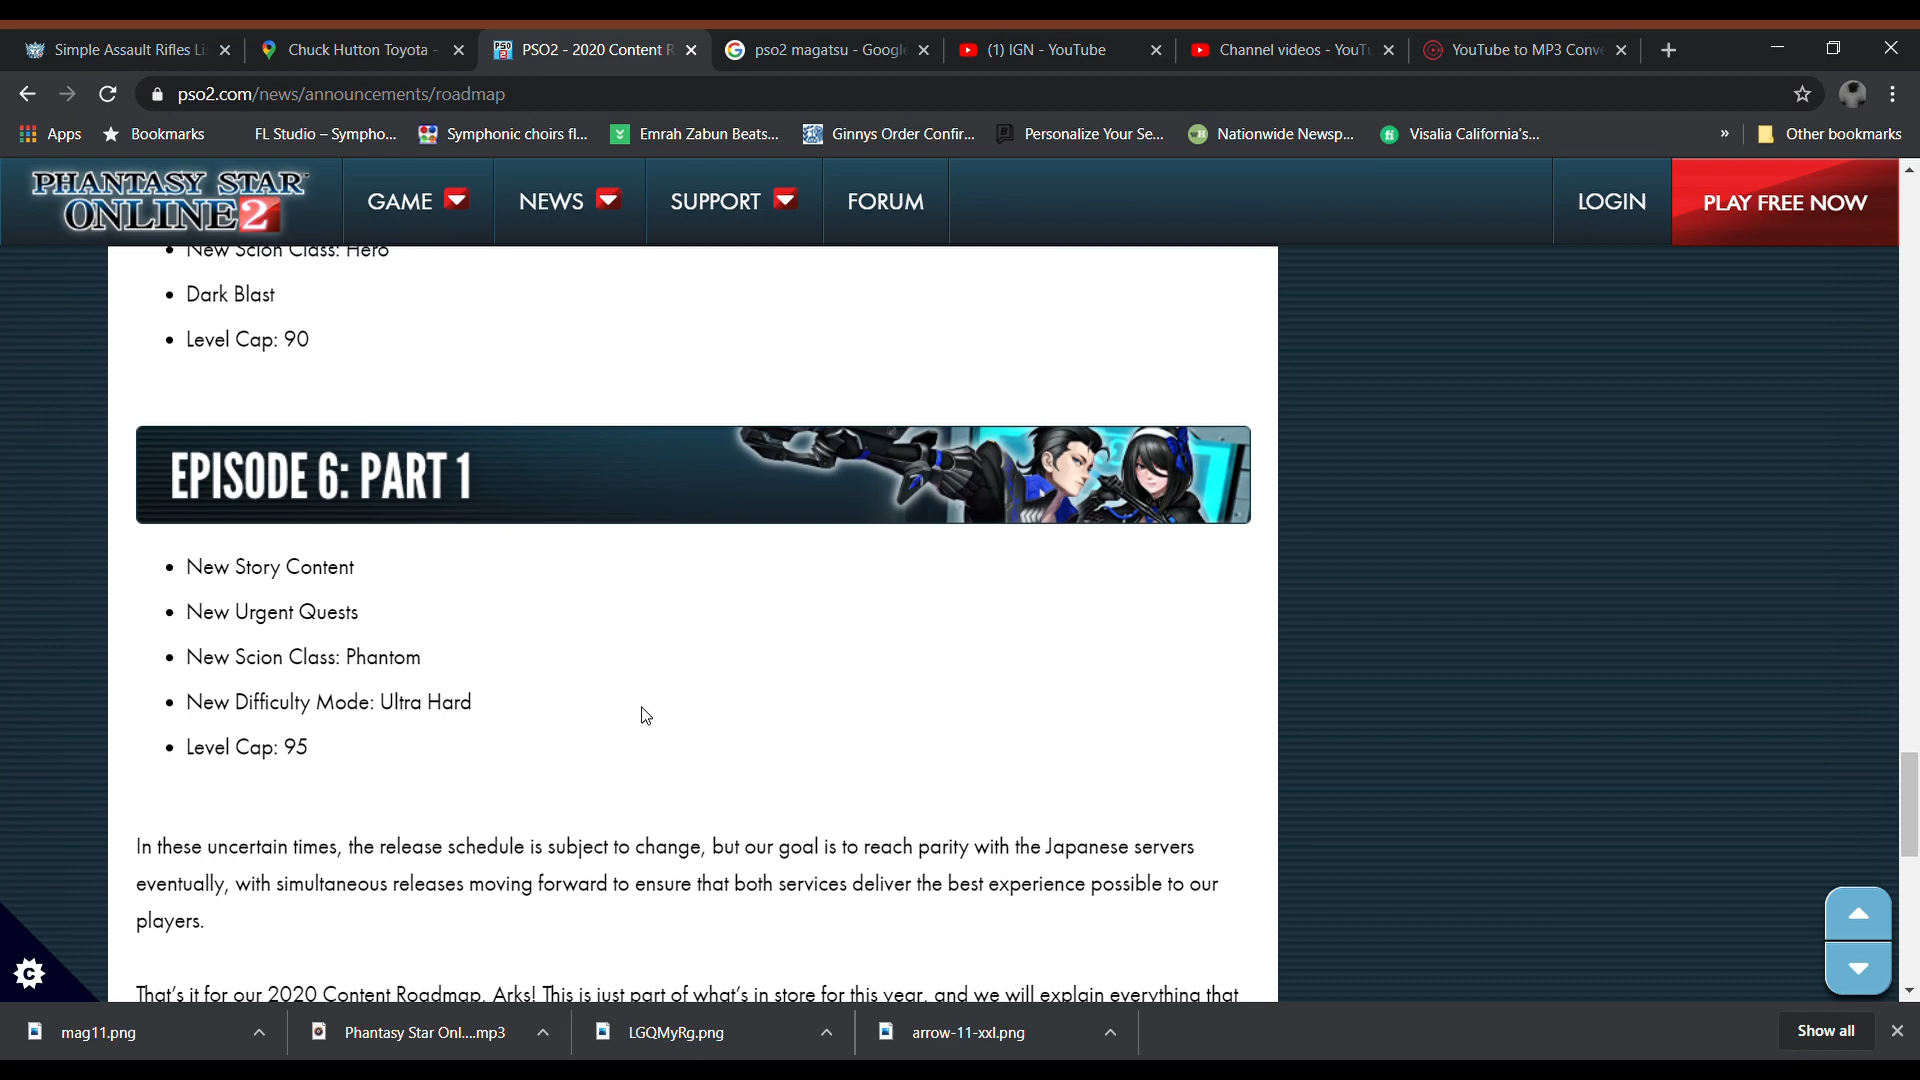 Simple Assault Rifles Li
Chuck Hutton Toyota -
PSO2 - 2020 Content R
pso2 magatsu - Google
(1) IGN - YouTube
Channel videos - YouTu
YouTube to MP3 Conve
pso2.com/news/announcements/roadmap
Apps
Bookmarks
FL Studio – Sympho...
Symphonic choirs fl...
Emrah Zabun Beats...
Ginnys Order Confir...
Personalize Your Se...
Nationwide Newsp...
Visalia California's...
»
Other bookmarks
PHANTASY STAR
ONLINE 2
GAME
NEWS
SUPPORT
FORUM
LOGIN
PLAY FREE NOW
• New Scion Class: Hero
• Dark Blast
• Level Cap: 90
EPISODE 6: PART 1
• New Story Content
• New Urgent Quests
• New Scion Class: Phantom
• New Difficulty Mode: Ultra Hard
• Level Cap: 95
In these uncertain times, the release schedule is subject to change, but our goal is to reach parity with the Japanese servers
eventually, with simultaneous releases moving forward to ensure that both services deliver the best experience possible to our
players.
That's it for our 2020 Content Roadmap, Arks! This is just part of what's in store for this year, and we will explain everything that
mag11.png
Phantasy Star Onl....mp3
LGQMyRg.png
arrow-11-xxl.png
Show all